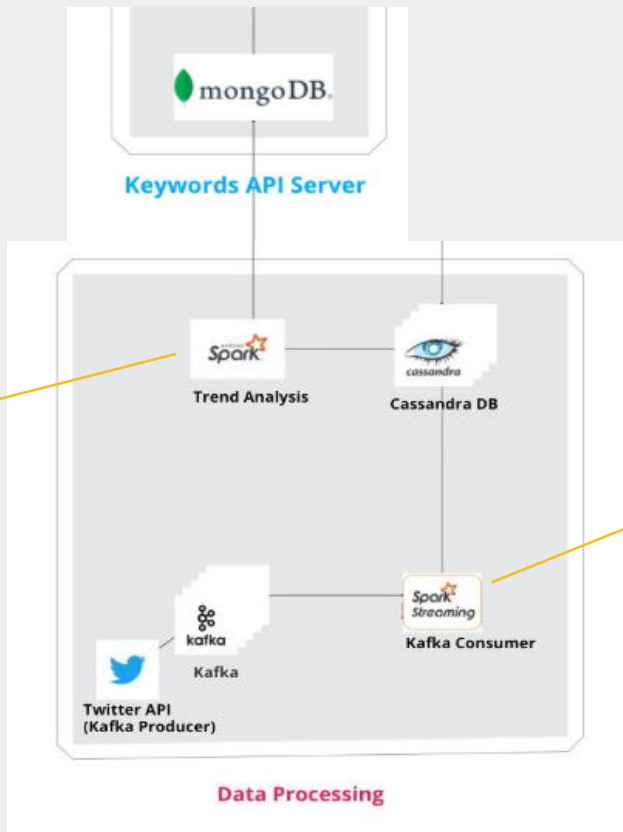 mongoDB.
Keywords API Server
APACHE
Spark
Trend Analysis
cassandra
Cassandra DB
kafka
Kafka
Spark
Streaming
Kafka Consumer
Twitter API
(Kafka Producer)
Data Processing